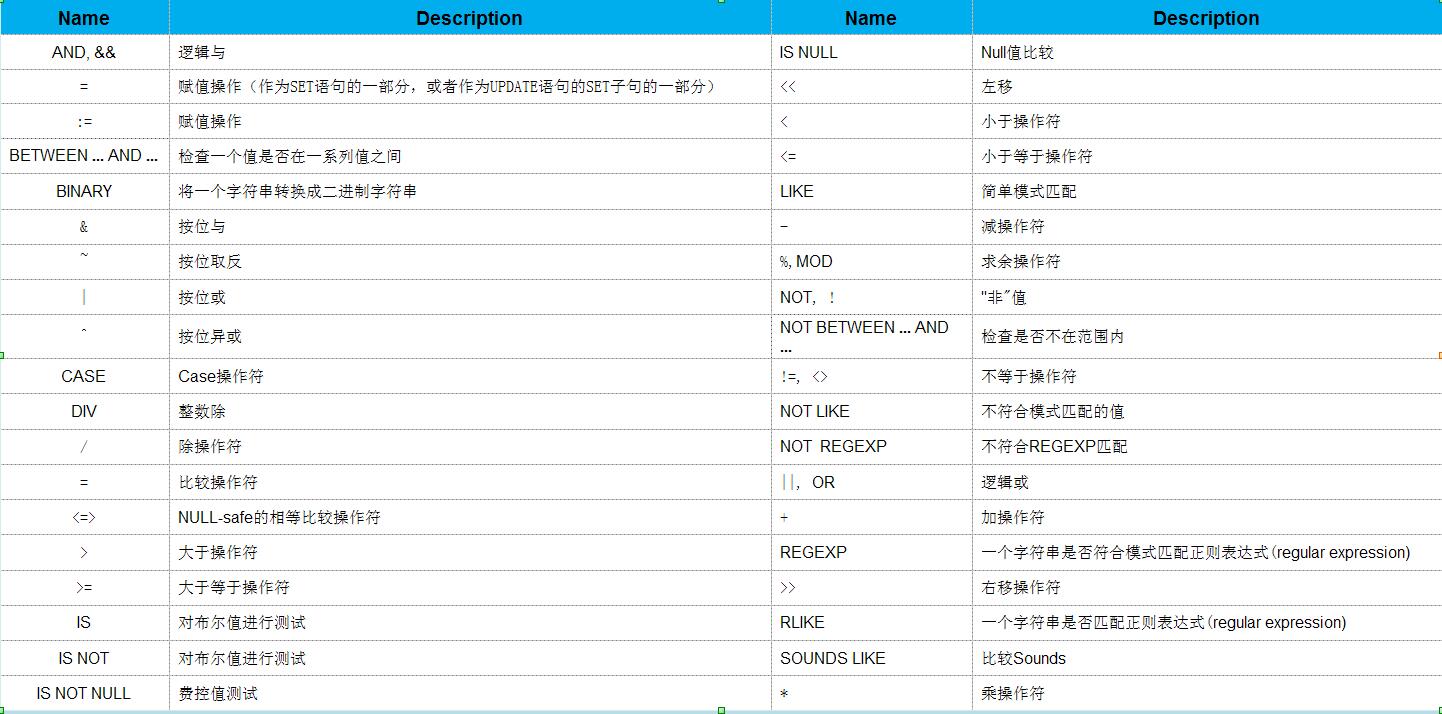 Name Description Name Description
AND, && 逻辑与 IS NULL Null值比较
= 赋值操作（作为SET语句的一部分，或者作为UPDATE语句的SET子句的一部分） << 左移
:= 赋值操作 < 小于操作符
BETWEEN ... AND ... 检查一个值是否在一系列值之间 <= 小于等于操作符
BINARY 将一个字符串转换成二进制字符串 LIKE 简单模式匹配
& 按位与 - 减操作符
~ 按位取反 %, MOD 求余操作符
| 按位或 NOT, ! "非"值
^ 按位异或 NOT BETWEEN ... AND
... 检查是否不在范围内
CASE Case操作符 !=, <> 不等于操作符
DIV 整数除 NOT LIKE 不符合模式匹配的值
/ 除操作符 NOT REGEXP 不符合REGEXP匹配
= 比较操作符 ||, OR 逻辑或
<=> NULL-safe的相等比较操作符 + 加操作符
> 大于操作符 REGEXP 一个字符串是否符合模式匹配正则表达式(regular expression)
>= 大于等于操作符 >> 右移操作符
IS 对布尔值进行测试 RLIKE 一个字符串是否匹配正则表达式(regular expression)
IS NOT 对布尔值进行测试 SOUNDS LIKE 比较Sounds
IS NOT NULL 费控值测试 * 乘操作符